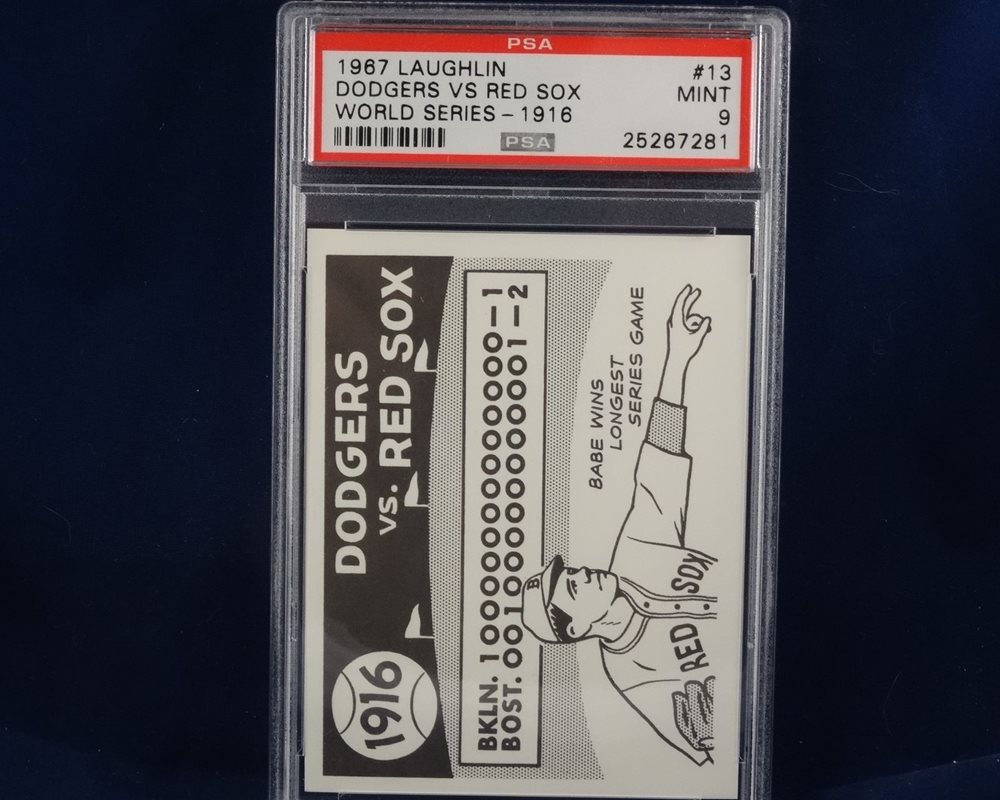 PSA
1967 LAUGHLIN #13
DODGERS VS RED SOX MINT
WORLD SERIES - 1916 9
PSA 25267281
1916
DODGERS
vs. RED SOX
BKLN. 10000000000000—1
BOST. 00100000000001—2
BABE WINS
LONGEST
SERIES GAME
B
RED SOX